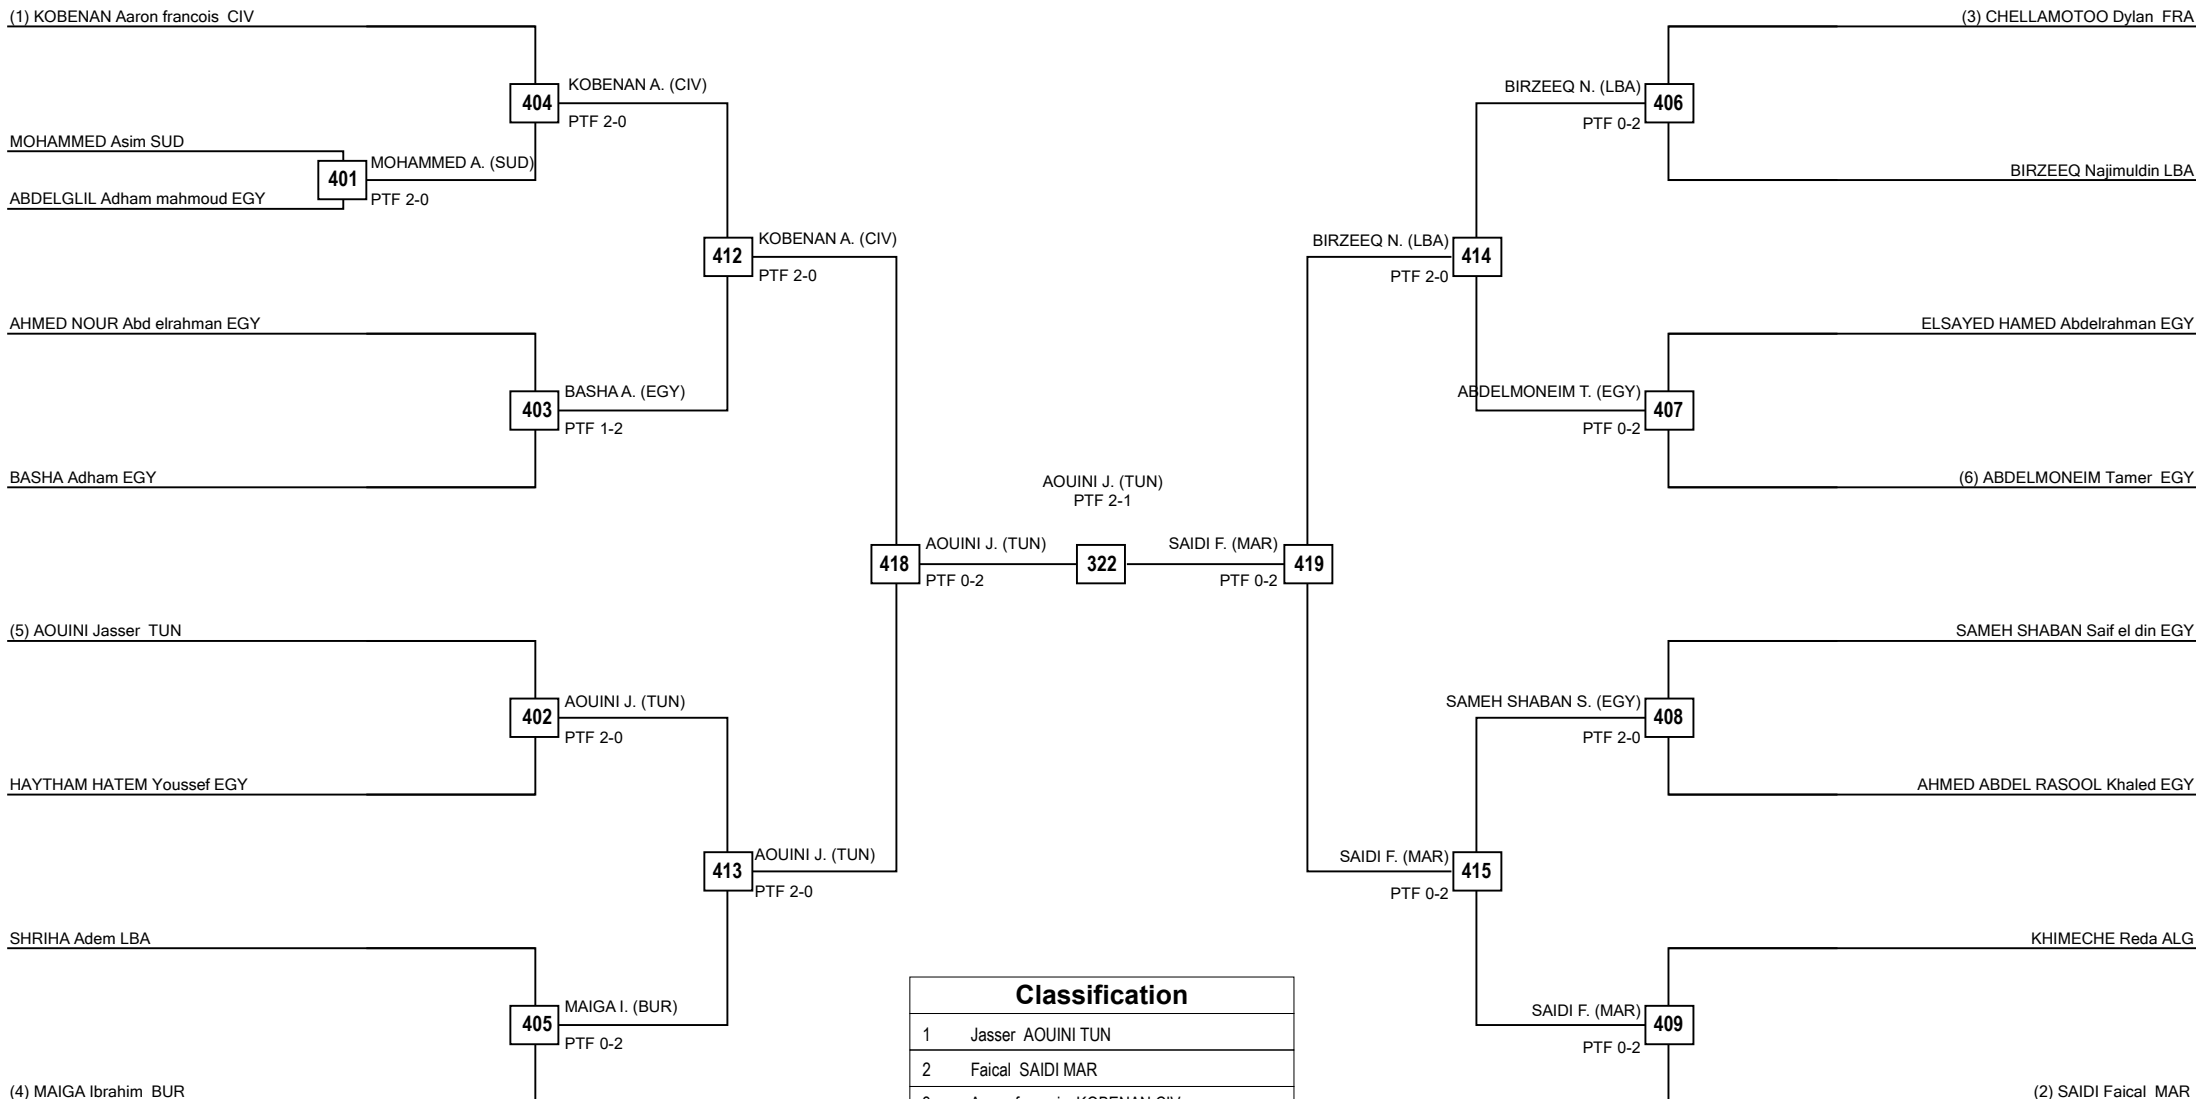 (1) KOBENAN Aaron francois CIV
(3) CHELLAMOTOO Dylan FRA
KOBENAN A. (CIV)
404
PTF 2-0
BIRZEEQ N. (LBA)
406
PTF 0-2
MOHAMMED Asim SUD
401
MOHAMMED A. (SUD)
PTF 2-0
ABDELGLIL Adham mahmoud EGY
BIRZEEQ Najimuldin LBA
412
KOBENAN A. (CIV)
PTF 2-0
BIRZEEQ N. (LBA)
414
PTF 2-0
AHMED NOUR Abd elrahman EGY
ELSAYED HAMED Abdelrahman EGY
403
BASHA A. (EGY)
PTF 1-2
ABDELMONEIM T. (EGY)
407
PTF 0-2
BASHA Adham EGY
(6) ABDELMONEIM Tamer EGY
AOUINI J. (TUN)
PTF 2-1
418
AOUINI J. (TUN)
PTF 0-2
322
SAIDI F. (MAR)
419
PTF 0-2
(5) AOUINI Jasser TUN
SAMEH SHABAN Saif el din EGY
402
AOUINI J. (TUN)
PTF 2-0
SAMEH SHABAN S. (EGY)
408
PTF 2-0
HAYTHAM HATEM Youssef EGY
AHMED ABDEL RASOOL Khaled EGY
413
AOUINI J. (TUN)
PTF 2-0
SAIDI F. (MAR)
415
PTF 0-2
SHRIHA Adem LBA
KHIMECHE Reda ALG
405
MAIGA I. (BUR)
PTF 0-2
SAIDI F. (MAR)
409
PTF 0-2
(4) MAIGA Ibrahim BUR
(2) SAIDI Faical MAR
Classification
1 Jasser AOUINI TUN
2 Faical SAIDI MAR